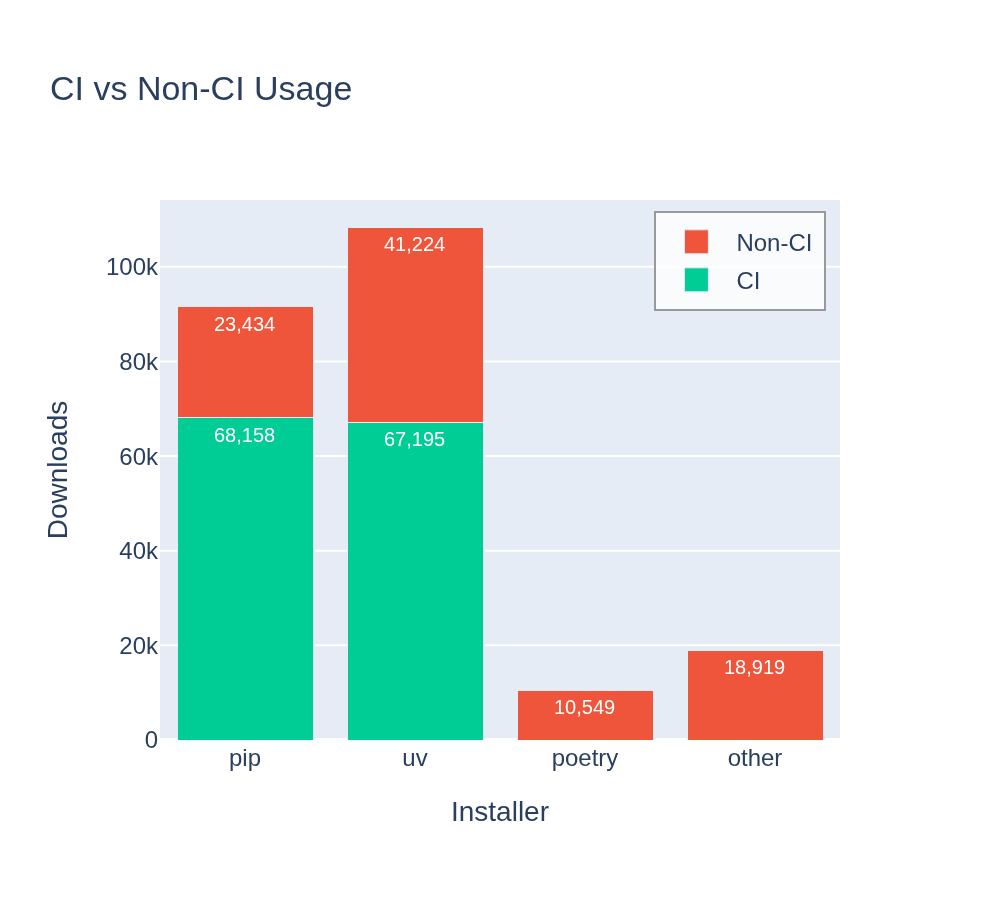 CI vs Non-CI Usage
Non-CI
CI
Downloads
100k
80k
60k
40k
20k
0
23,434
68,158
41,224
67,195
10,549
18,919
pip
uv
poetry
other
Installer